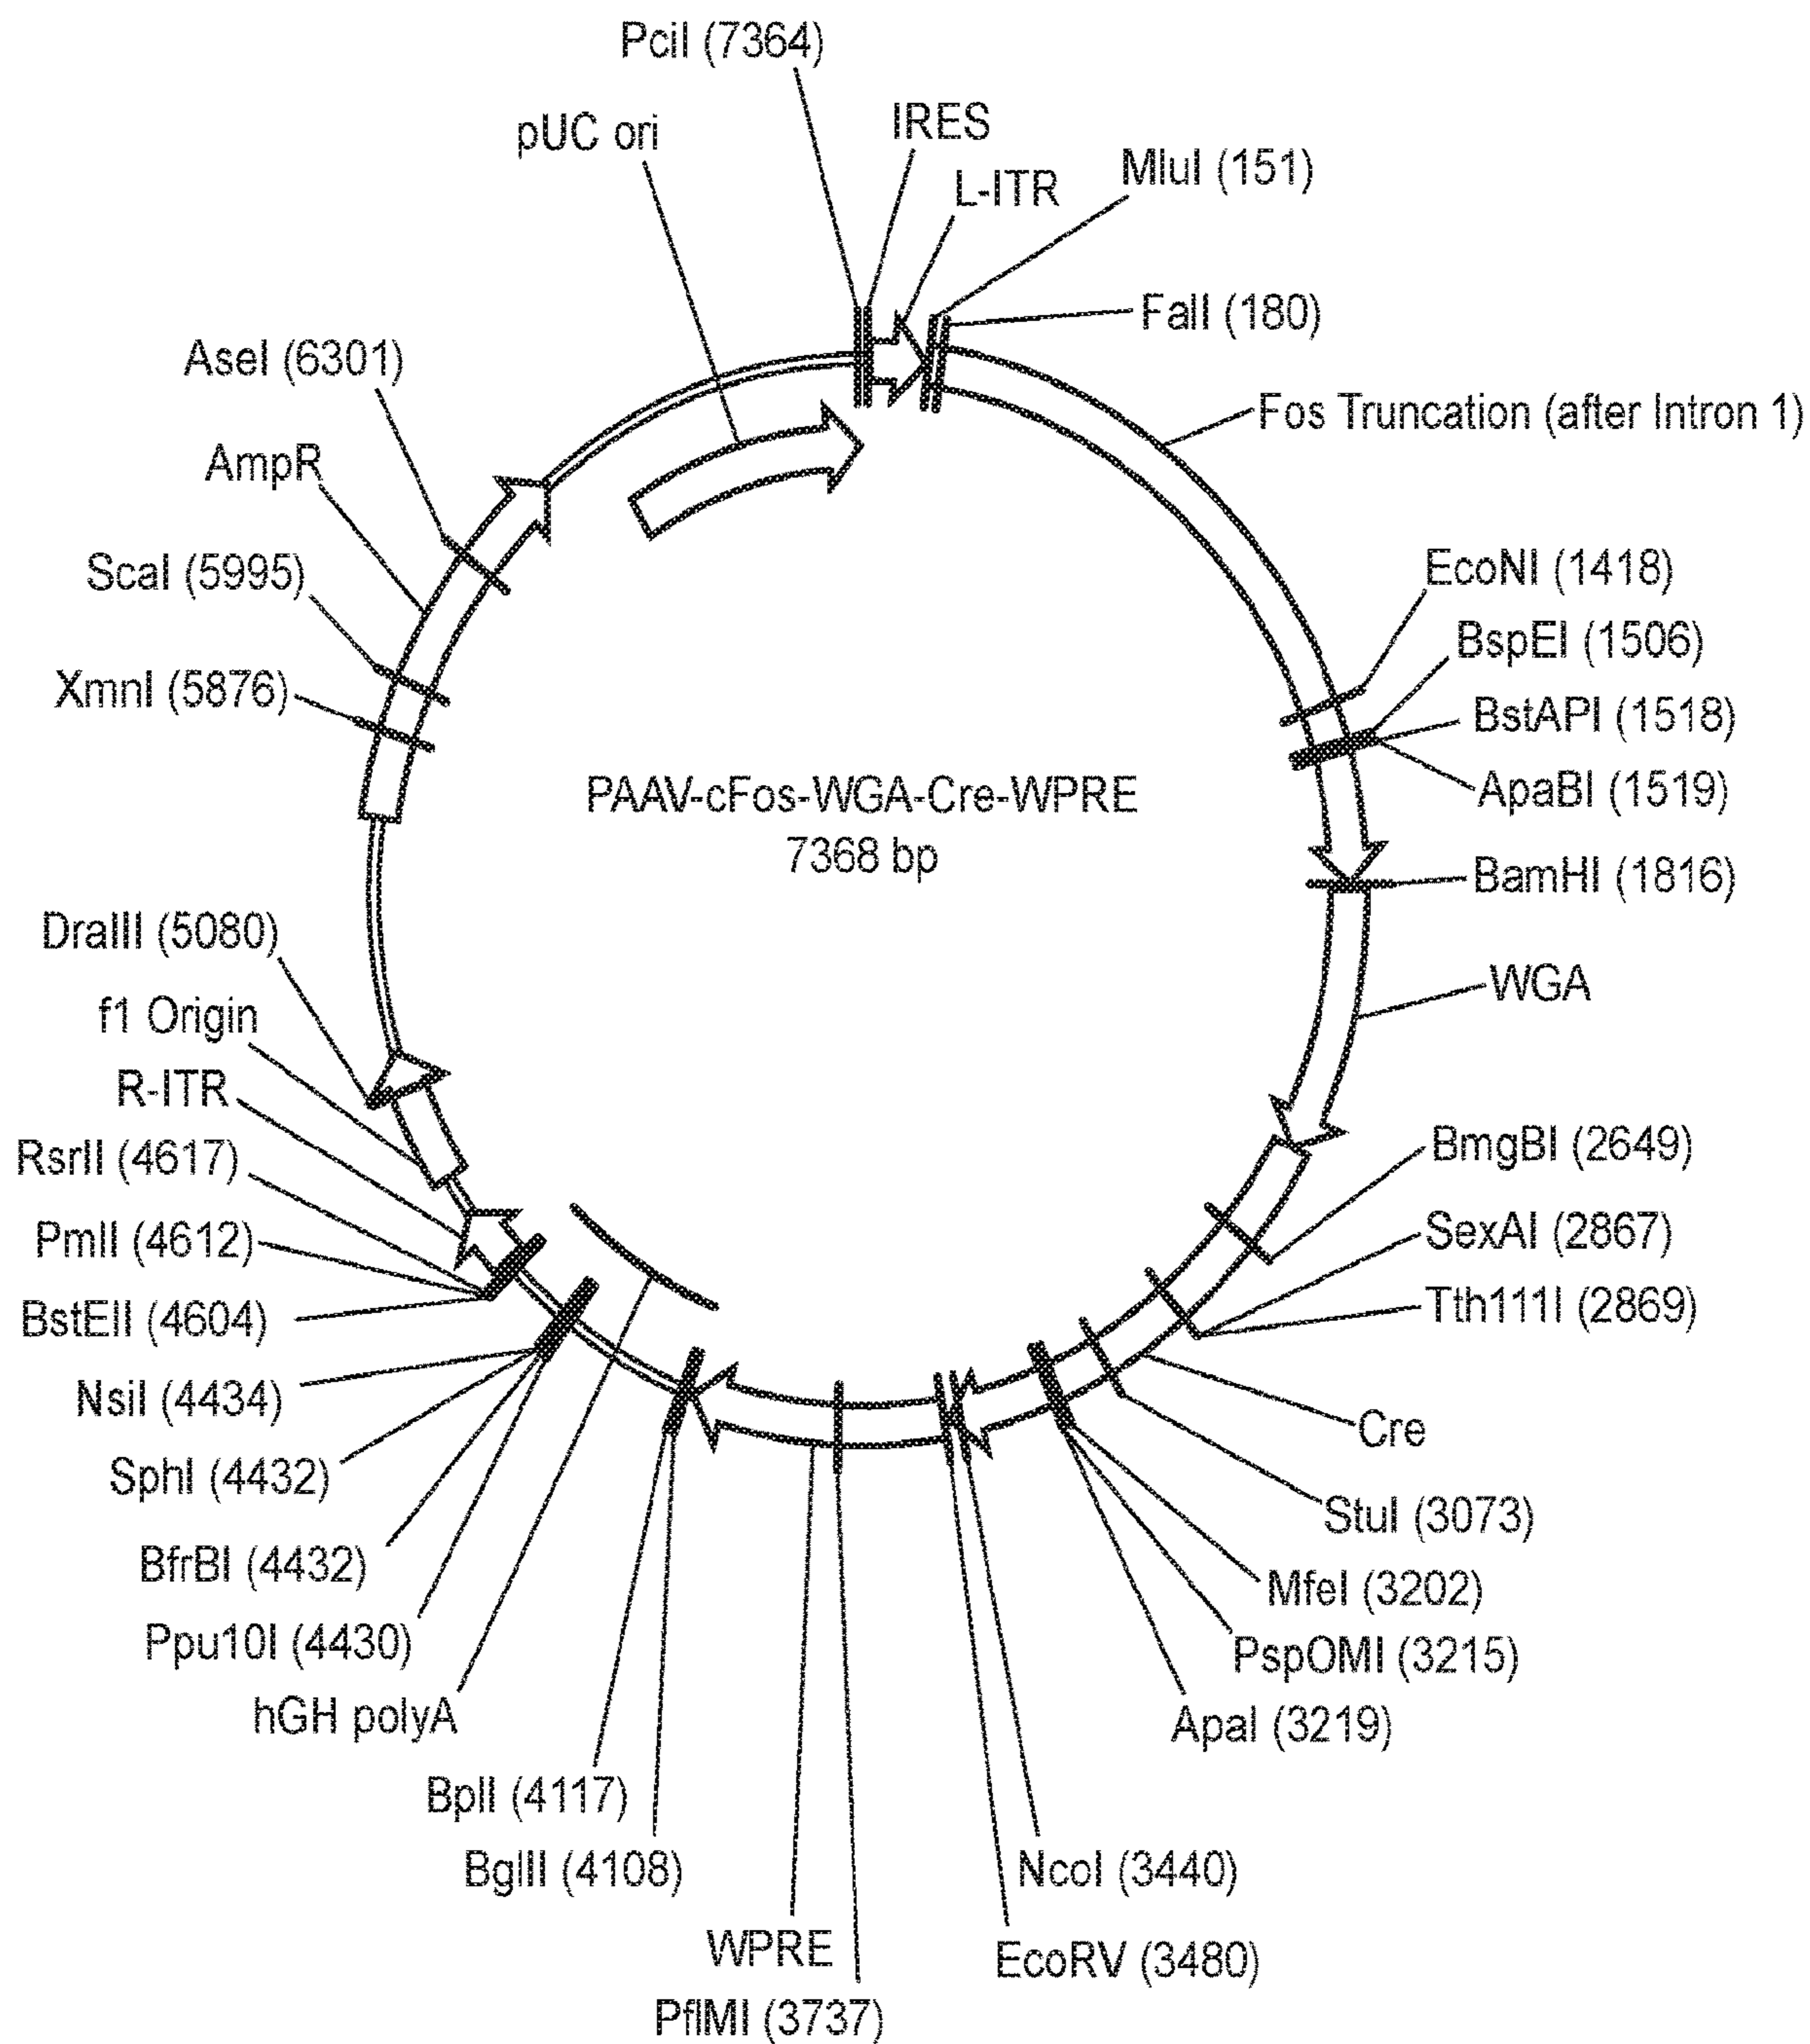 PciI (7364)
pUC ori
IRES
L-ITR
MluI (151)
FalI (180)
Fos Truncation (after Intron 1)
EcoNI (1418)
BspEI (1506)
BstAPI (1518)
ApaBI (1519)
BamHI (1816)
WGA
BmgBI (2649)
SexAI (2867)
Tth111I (2869)
Cre
StuI (3073)
MfeI (3202)
PspOMI (3215)
ApaI (3219)
NcoI (3440)
EcoRV (3480)
PflMI (3737)
WPRE
BglII (4108)
BplI (4117)
hGH polyA
Ppu10I (4430)
BfrBI (4432)
SphI (4432)
NsiI (4434)
BstEII (4604)
PmlI (4612)
RsrII (4617)
R-ITR
f1 Origin
DraIII (5080)
XmnI (5876)
ScaI (5995)
AmpR
AseI (6301)
PAAV-cFos-WGA-Cre-WPRE
7368 bp